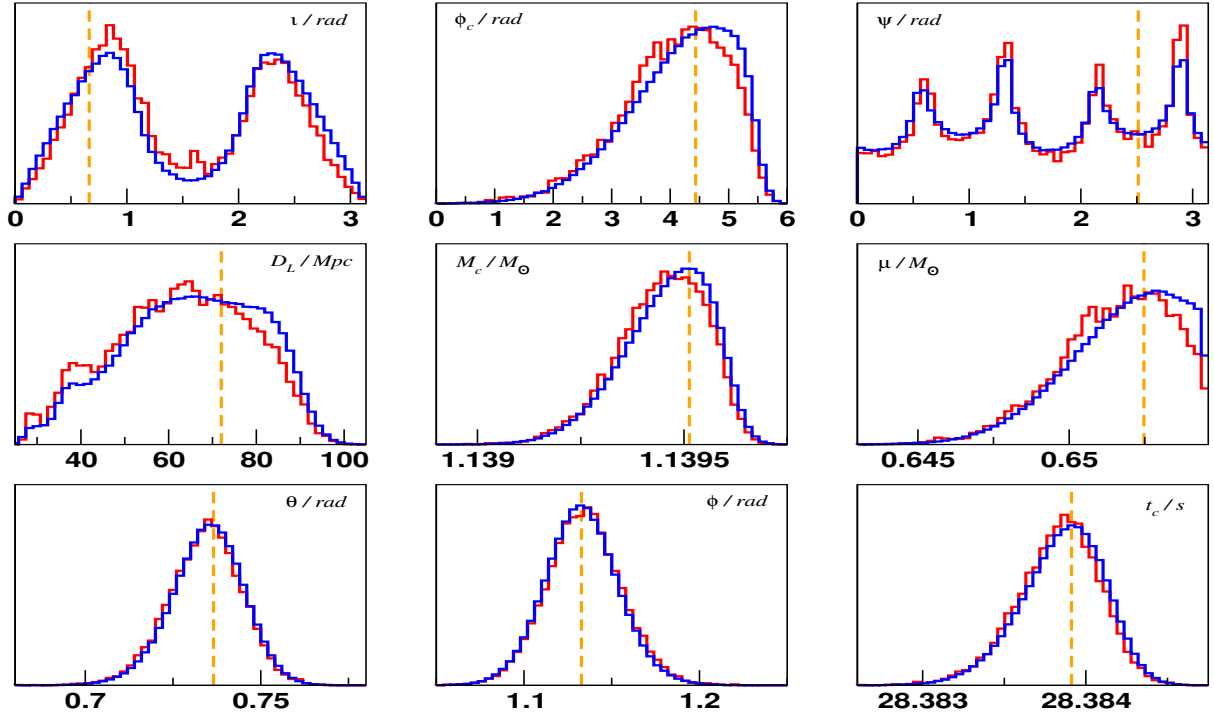 ι / rad
ϕc / rad
ψ / rad
0 1 2 3
0 1 2 3 4 5 6
0 1 2 3
DL / Mpc
Mc / M⊙
μ / M⊙
40 60 80 100
1.139 1.1395
0.645 0.65
θ / rad
ϕ / rad
tc / s
0.7 0.75
1.1 1.2
28.383 28.384